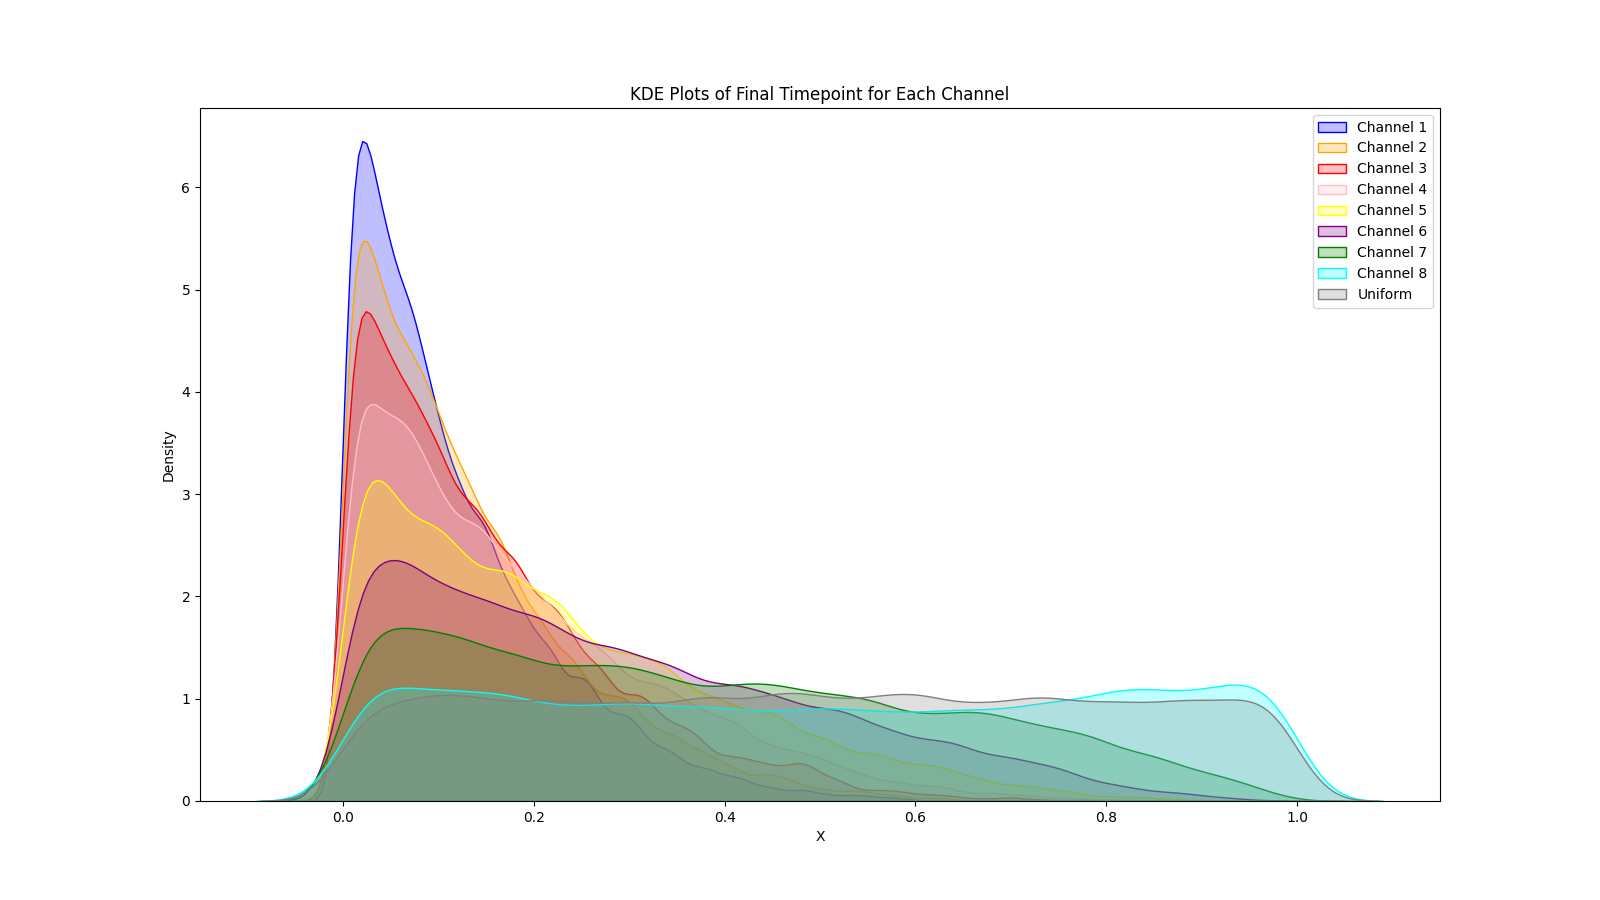 KDE Plots of Final Timepoint for Each Channel
Channel 1
Channel 2
Channel 3
Channel 4
Channel 5
Channel 6
Channel 7
Channel 8
Uniform
Density
6
5
4
3
2
1
0
0.0 0.2 0.4 0.6 0.8 1.0
X